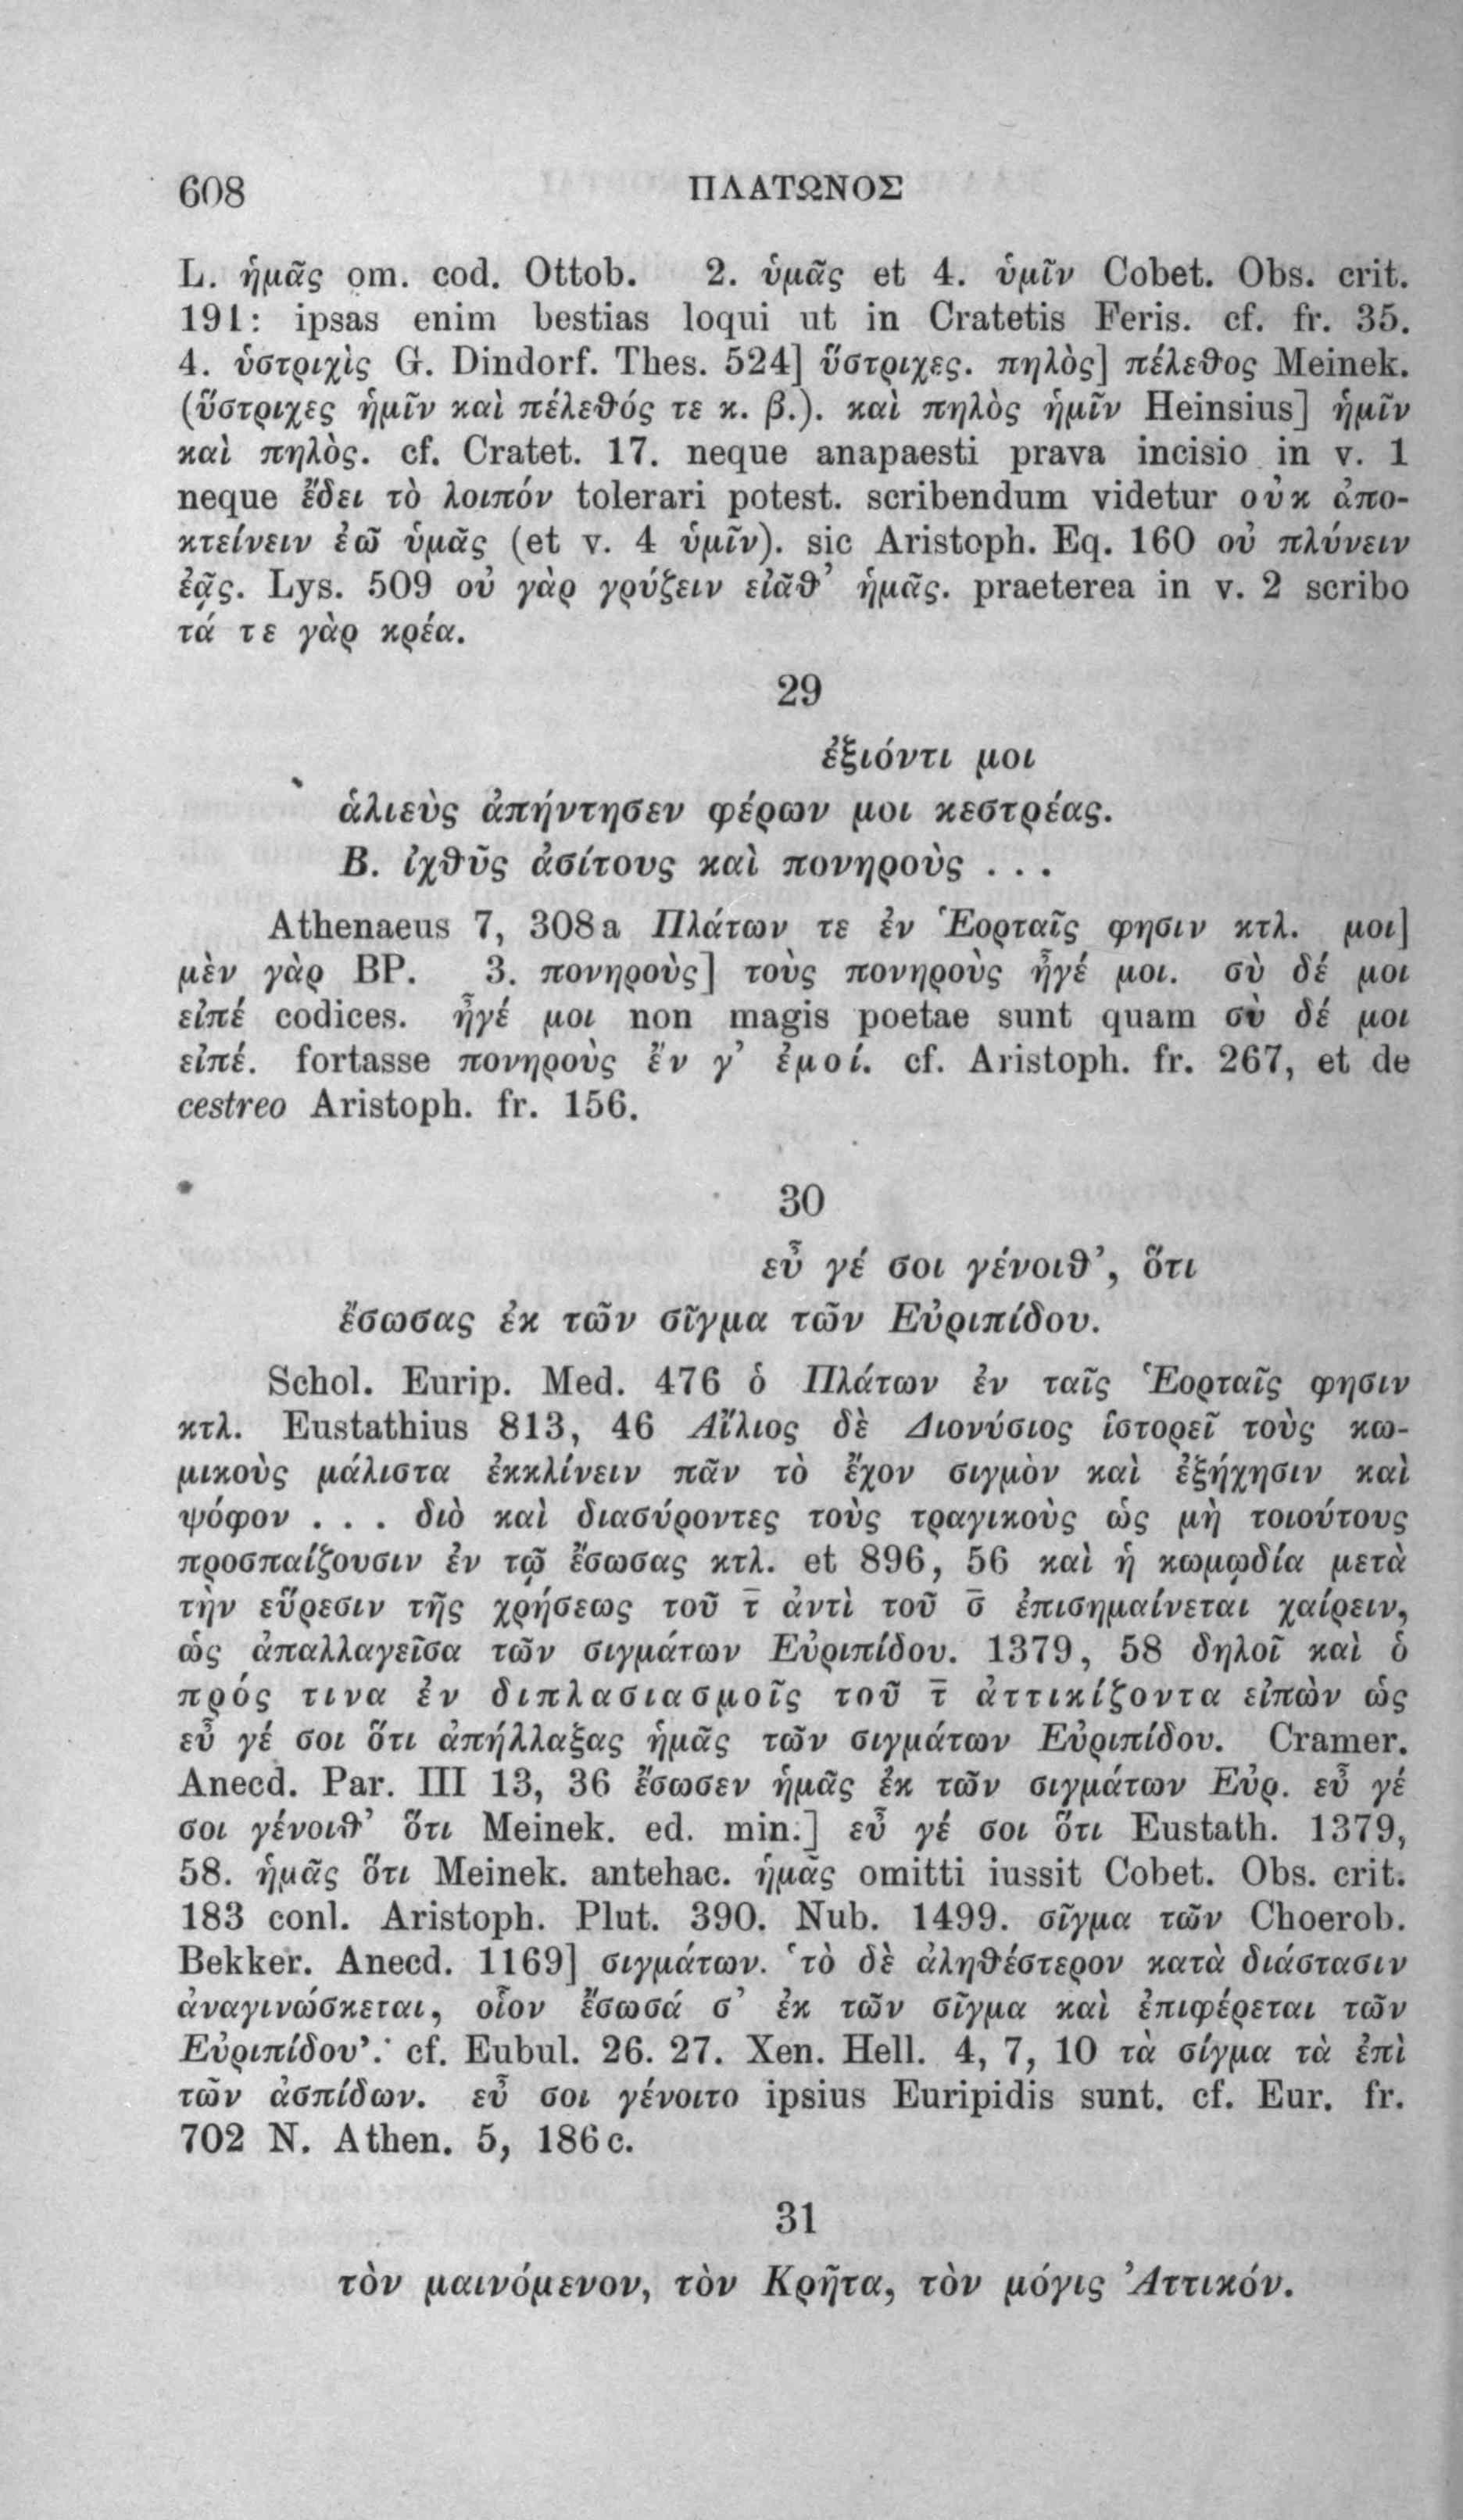 608 ΠΛΑΤΩΝΟΣ
L. ἡμᾶς om. cod. Ottob. 2. ὑμᾶς et 4. ὑμῖν Cobet. Obs. crit.
191: ipsas enim bestias loqui ut in Cratetis Feris. cf. fr. 35.
4. ὑστριχὶς G. Dindorf. Thes. 524] ὕστριχες. πηλὸς] πέλεθος Meinek.
(ὕστριχες ἡμῖν καὶ πέλεθός τε κ. β.). καὶ πηλὸς ἡμῖν Heinsius] ἡμῖν
καὶ πηλὸς. cf. Cratet. 17. neque anapaesti prava incisio in v. 1
neque ἔδει τὸ λοιπόν tolerari potest. scribendum videtur οὐκ ἀπο-
κτείνειν ἐῶ ὑμᾶς (et v. 4 ὑμῖν). sic Aristoph. Eq. 160 οὐ πλύνειν
ἐᾷς. Lys. 509 οὐ γὰρ γρύζειν εἰᾶθ’ ἡμᾶς. praeterea in v. 2 scribo
τά τε γὰρ κρέα.
29
ἐξιόντι μοι
ἁλιεὺς ἀπήντησεν φέρων μοι κεστρέας.
Β. ἰχθῦς ἀσίτους καὶ πονηροὺς . . .
Athenaeus 7, 308a Πλάτων τε ἐν Ἑορταῖς φησιν κτλ. μοι]
μὲν γὰρ BP. 3. πονηροὺς] τοὺς πονηροὺς ἦγέ μοι. σὺ δέ μοι
εἰπέ codices. ἦγέ μοι non magis poetae sunt quam σὺ δέ μοι
εἰπέ. fortasse πονηροὺς ἔν γ’ ἐμοί. cf. Aristoph. fr. 267, et de
cestreo Aristoph. fr. 156.
30
εὖ γέ σοι γένοιθ’, ὅτι
ἔσωσας ἐκ τῶν σῖγμα τῶν Εὐριπίδου.
Schol. Eurip. Med. 476 ὁ Πλάτων ἐν ταῖς Ἑορταῖς φησιν
κτλ. Eustathius 813, 46 Αἴλιος δὲ Διονύσιος ἱστορεῖ τοὺς κω-
μικοὺς μάλιστα ἐκκλίνειν πᾶν τὸ ἔχον σιγμὸν καὶ ἐξήχησιν καὶ
ψόφον . . . διὸ καὶ διασύροντες τοὺς τραγικοὺς ὡς μὴ τοιούτους
προσπαίζουσιν ἐν τῷ ἔσωσας κτλ. et 896, 56 καὶ ἡ κωμῳδία μετὰ
τὴν εὕρεσιν τῆς χρήσεως τοῦ τ̄ ἀντὶ τοῦ σ̄ ἐπισημαίνεται χαίρειν,
ὡς ἀπαλλαγεῖσα τῶν σιγμάτων Εὐριπίδου. 1379, 58 δηλοῖ καὶ ὁ
πρός τινα ἐν διπλασιασμοῖς τοῦ τ̄ ἀττικίζοντα εἰπὼν ὡς
εὖ γέ σοι ὅτι ἀπήλλαξας ἡμᾶς τῶν σιγμάτων Εὐριπίδου. Cramer.
Anecd. Par. III 13, 36 ἔσωσεν ἡμᾶς ἐκ τῶν σιγμάτων Εὐρ. εὖ γέ
σοι γένοιθ’ ὅτι Meinek. ed. min.] εὖ γέ σοι ὅτι Eustath. 1379,
58. ἡμᾶς ὅτι Meinek. antehac. ἡμᾶς omitti iussit Cobet. Obs. crit.
183 conl. Aristoph. Plut. 390. Nub. 1499. σῖγμα τῶν Choerob.
Bekker. Anecd. 1169] σιγμάτων. ‘τὸ δὲ ἀληθέστερον κατὰ διάστασιν
ἀναγινώσκεται, οἷον ἔσωσά σ’ ἐκ τῶν σῖγμα καὶ ἐπιφέρεται τῶν
Εὐριπίδου’. cf. Eubul. 26. 27. Xen. Hell. 4, 7, 10 τὰ σίγμα τὰ ἐπὶ
τῶν ἀσπίδων. εὖ σοι γένοιτο ipsius Euripidis sunt. cf. Eur. fr.
702 N. Athen. 5, 186c.
31
τὸν μαινόμενον, τὸν Κρῆτα, τὸν μόγις Ἀττικόν.